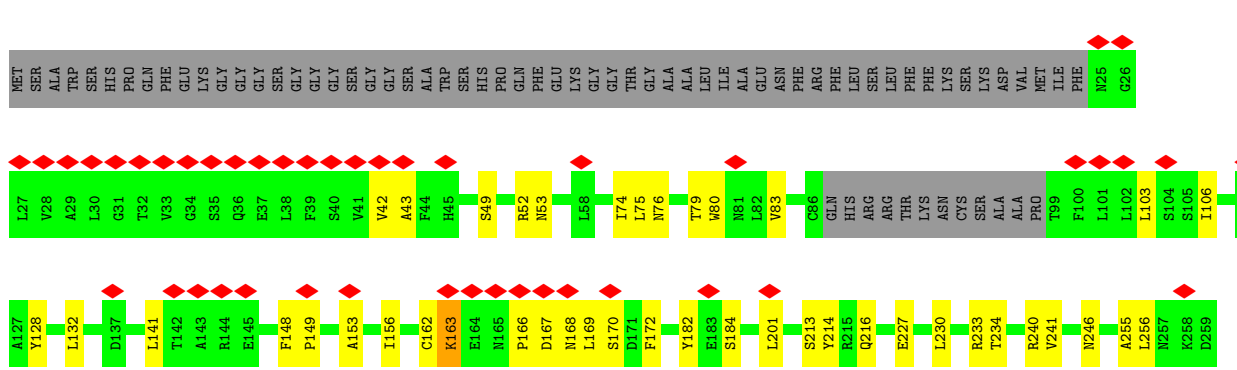 MET SER ALA TRP SER HIS PRO GLN PHE GLU LYS GLY GLY GLY SER GLY GLY GLY SER GLY GLY SER ALA TRP SER HIS PRO GLN PHE GLU LYS GLY GLY THR GLY ALA ALA LEU ILE ALA GLU ASN PHE ARG PHE LEU SER LEU PHE PHE LYS SER LYS ASP VAL MET ILE PHE N25 G26
L27 V28 A29 L30 G31 T32 V33 G34 S35 Q36 E37 L38 F39 S40 V41 V42 A43 F44 H45 S49 R52 N53 L58 I74 L75 N76 T79 W80 N81 L82 V83 C86 GLN HIS ARG ARG THR LYS ASN CYS SER ALA ALA PRO T99 F100 L101 L102 L103 S104 S105 I106
A127 Y128 L132 D137 L141 T142 A143 R144 E145 F148 P149 A153 I156 C162 K163 E164 N165 P166 D167 N168 L169 S170 D171 F172 Y182 E183 S184 L201 S213 Y214 R215 Q216 E227 L230 R233 T234 R240 V241 N246 A255 L256 N257 K258 D259